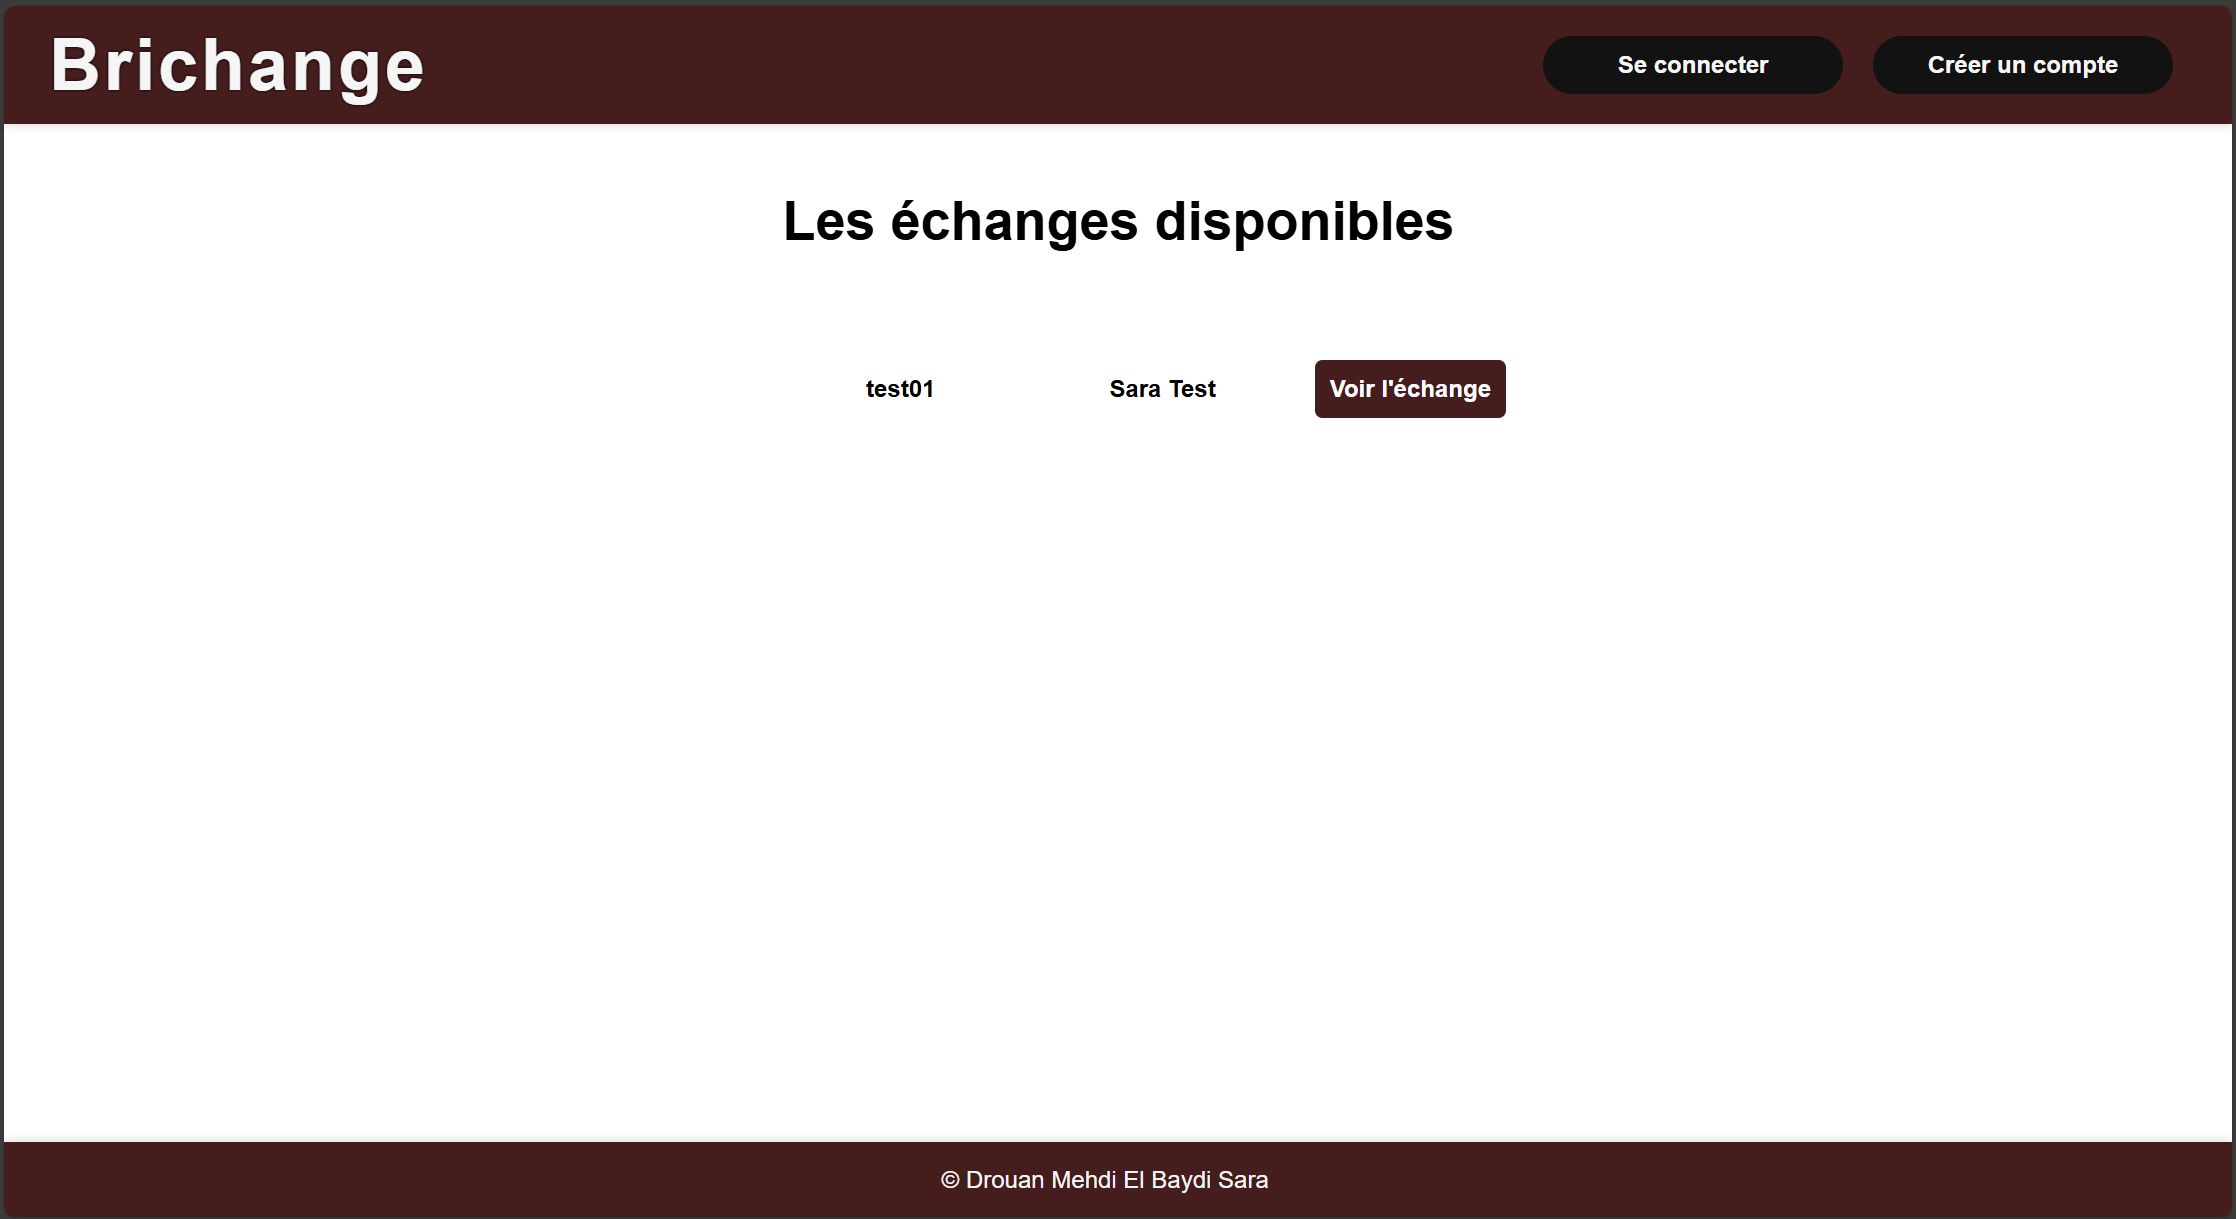 Brichange
Se connecter
Créer un compte
Les échanges disponibles
test01
Sara Test
Voir l'échange
© Drouan Mehdi El Baydi Sara